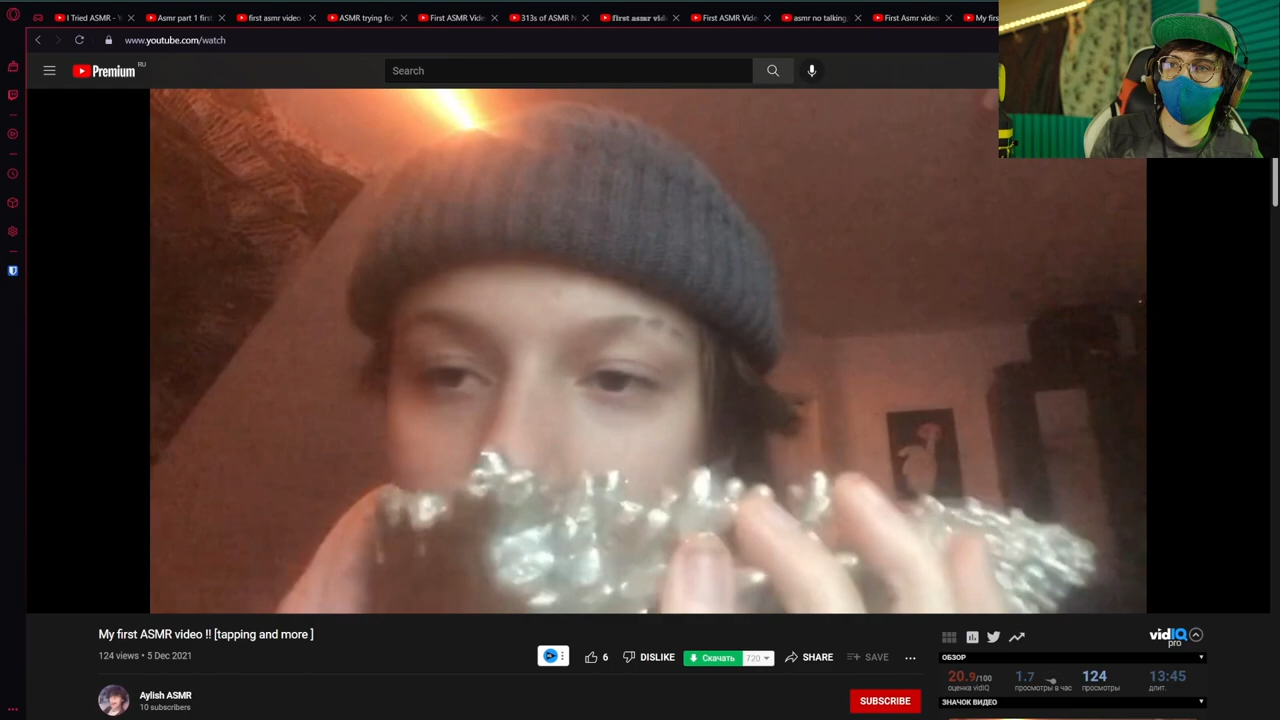 I Tried ASMR - 
Asmr part 1 first
first asmr video
ASMR trying for
First ASMR Vide
313s of ASMR N
first asmr vid
First ASMR Vide
asmr no talking
First Asmr video
My firs
www.youtube.com/watch
Premium RU
Search
My first ASMR video !! [tapping and more ]
124 views • 5 Dec 2021
6
DISLIKE
Скачать 720
SHARE
SAVE
Aylish ASMR
10 subscribers
SUBSCRIBE
vidIQ
pro
ОБЗОР
20.9/100
оценка vidIQ
1.7
просмотры в час
124
просмотры
13:45
длит.
ЗНАЧОК ВИДЕО